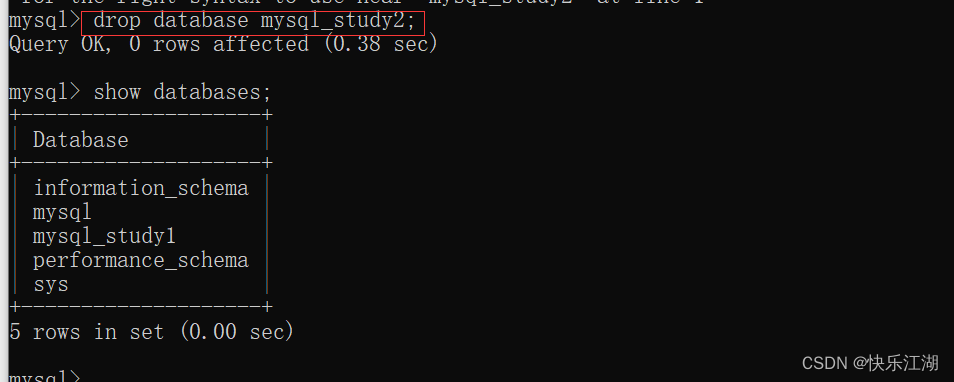 for the right syntax to use near 'mysql_study2' at line 1
mysql> drop database mysql_study2;
Query OK, 0 rows affected (0.38 sec)
mysql> show databases;
+--------------------+
| Database           |
+--------------------+
| information_schema |
| mysql              |
| mysql_study1       |
| performance_schema |
| sys                |
+--------------------+
5 rows in set (0.00 sec)
mysql>
CSDN @快乐江湖